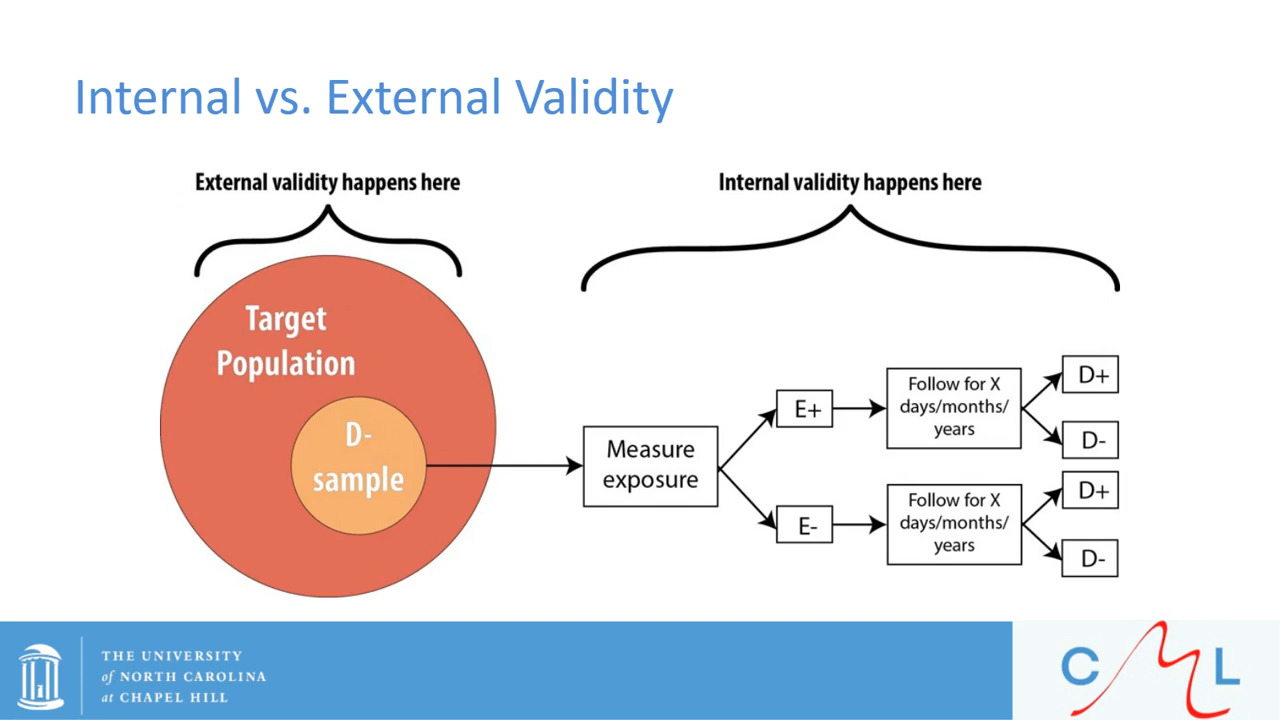 Internal vs. External Validity
External validity happens here
Internal validity happens here
Target
Population
D-
sample
Measure
exposure
E+
E-
Follow for X
days/months/
years
Follow for X
days/months/
years
D+
D-
D+
D-
THE UNIVERSITY
of NORTH CAROLINA
at CHAPEL HILL
C M L